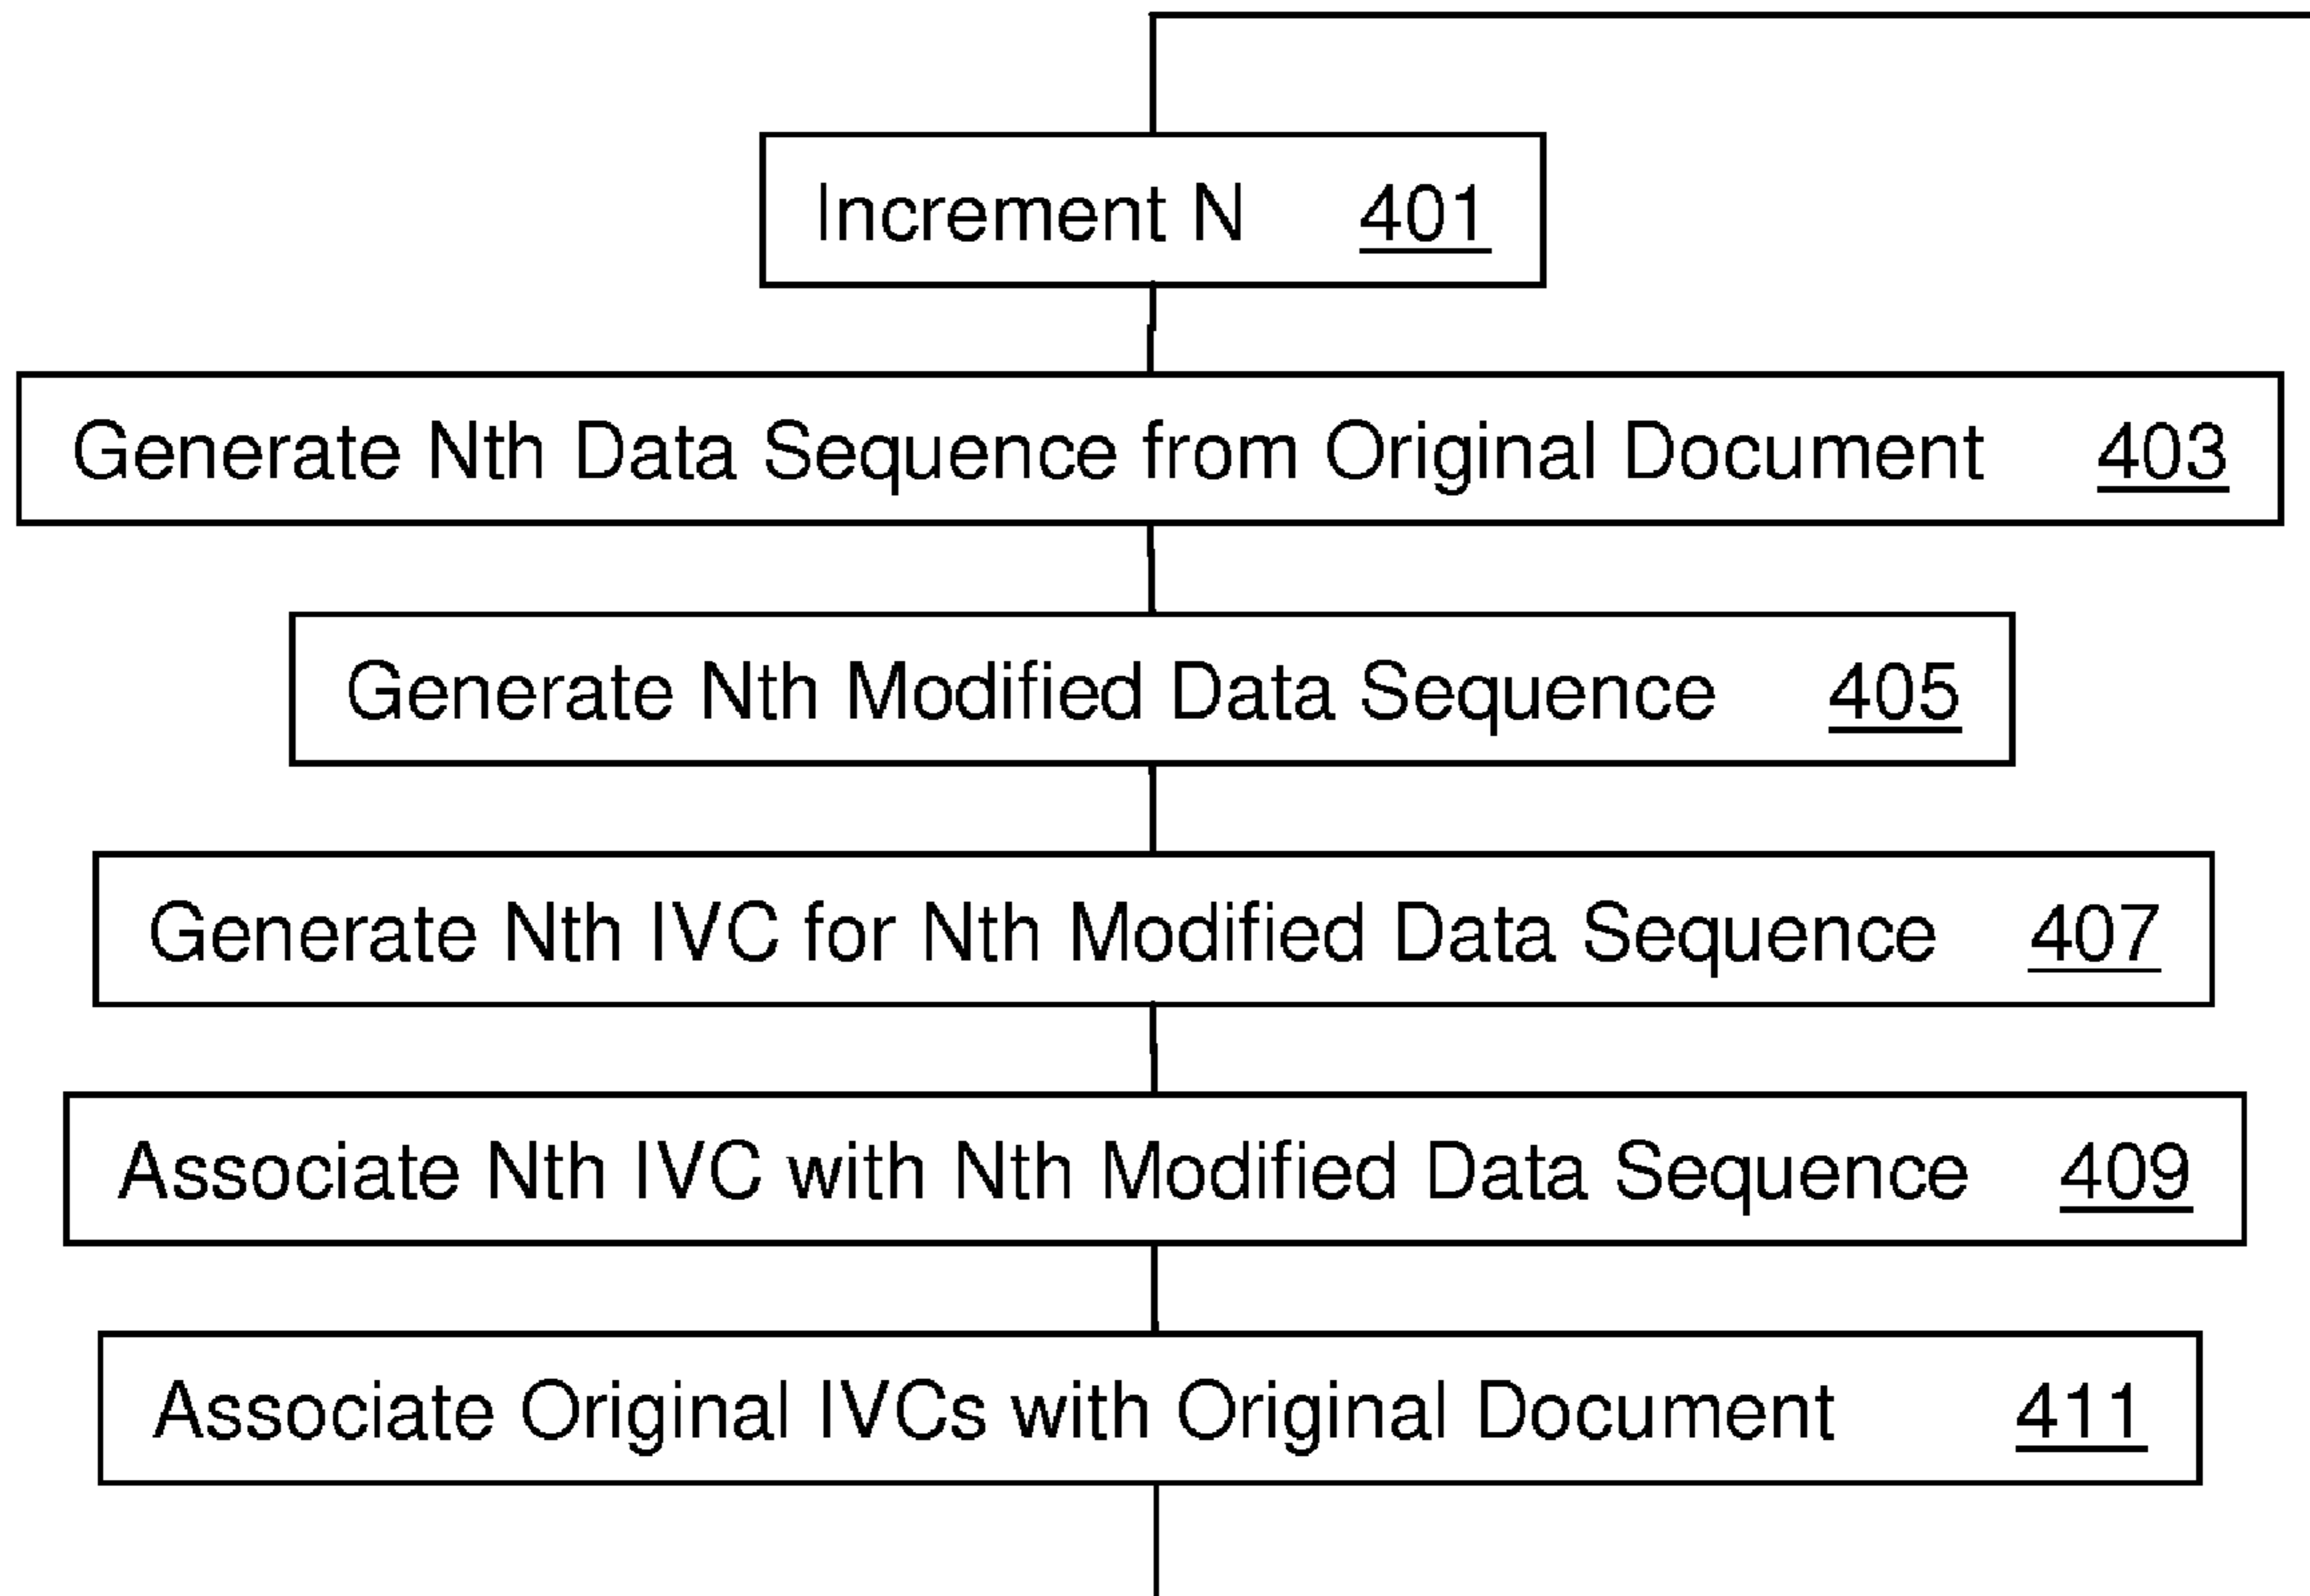 Increment N 401
Generate Nth Data Sequence from Original Document 403
Generate Nth Modified Data Sequence 405
Generate Nth IVC for Nth Modified Data Sequence 407
Associate Nth IVC with Nth Modified Data Sequence 409
Associate Original IVCs with Original Document 411